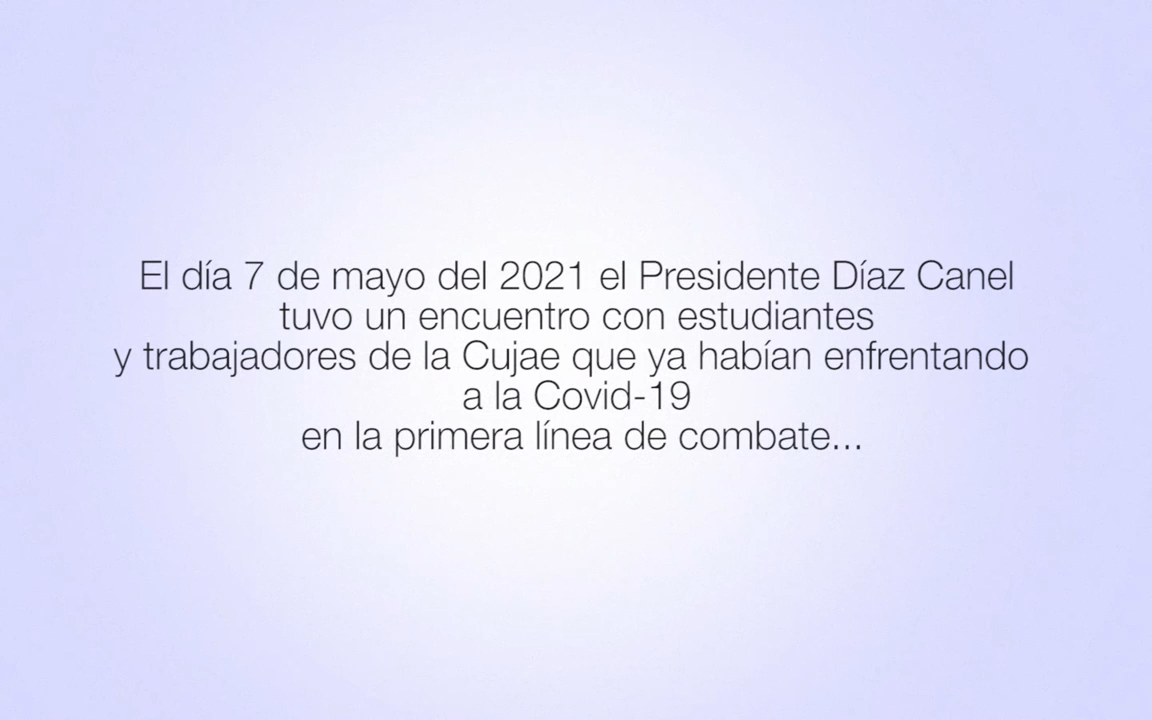 El día 7 de mayo del 2021 el Presidente Díaz Canel
tuvo un encuentro con estudiantes
y trabajadores de la Cujae que ya habían enfrentando
a la Covid-19
en la primera línea de combate...